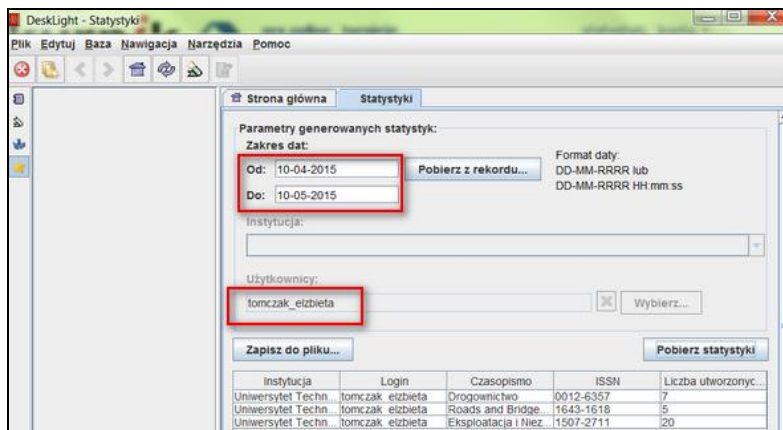 DeskLight - Statystyki
Plik Edytuj Baza Nawigacja Narzędzia Pomoc
Strona główna Statystyki
Parametry generowanych statystyk:
Zakres dat:
Od: 10-04-2015 Pobierz z rekordu...
Do: 10-05-2015
Format daty:
DD-MM-RRRR lub
DD-MM-RRRR HH:mm:ss
Instytucja:
Użytkownicy:
tomczak_elzbieta Wybierz...
Zapisz do pliku... Pobierz statystyki
Instytucja Login Czasopismo ISSN Liczba utworzonyc...
Uniwersytet Techn... tomczak_elzbieta Drogownictwo 0012-6357 7
Uniwersytet Techn... tomczak_elzbieta Roads and Bridge... 1643-1618 5
Uniwersytet Techn... tomczak_elzbieta Eksploatacja i Niez... 1507-2711 20